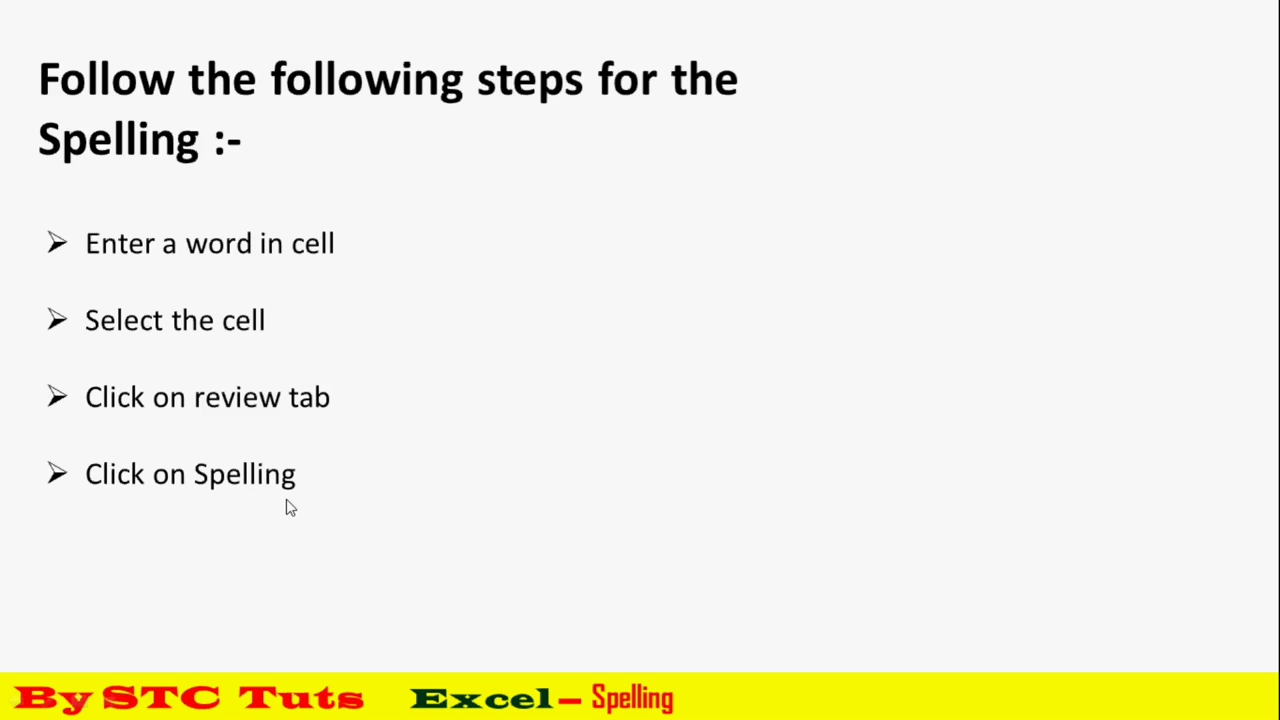 Follow the following steps for the
Spelling :-
➢ Enter a word in cell
➢ Select the cell
➢ Click on review tab
➢ Click on Spelling
By STC Tuts Excel – Spelling